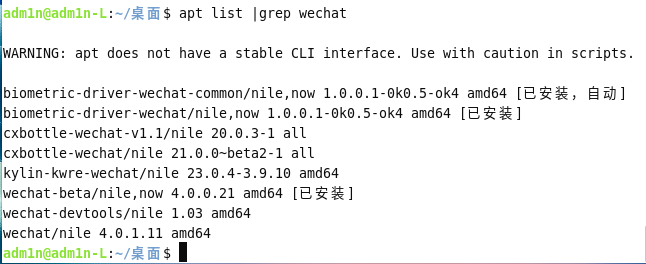 adm1n@adm1n-L:~/桌面$ apt list |grep wechat
WARNING: apt does not have a stable CLI interface. Use with caution in scripts.
biometric-driver-wechat-common/nile,now 1.0.0.1-0k0.5-ok4 amd64 [已安装，自动]
biometric-driver-wechat/nile,now 1.0.0.1-0k0.5-ok4 amd64 [已安装]
cxbottle-wechat-v1.1/nile 20.0.3-1 all
cxbottle-wechat/nile 21.0.0~beta2-1 all
kylin-kwre-wechat/nile 23.0.4-3.9.10 amd64
wechat-beta/nile,now 4.0.0.21 amd64 [已安装]
wechat-devtools/nile 1.03 amd64
wechat/nile 4.0.1.11 amd64
adm1n@adm1n-L:~/桌面$